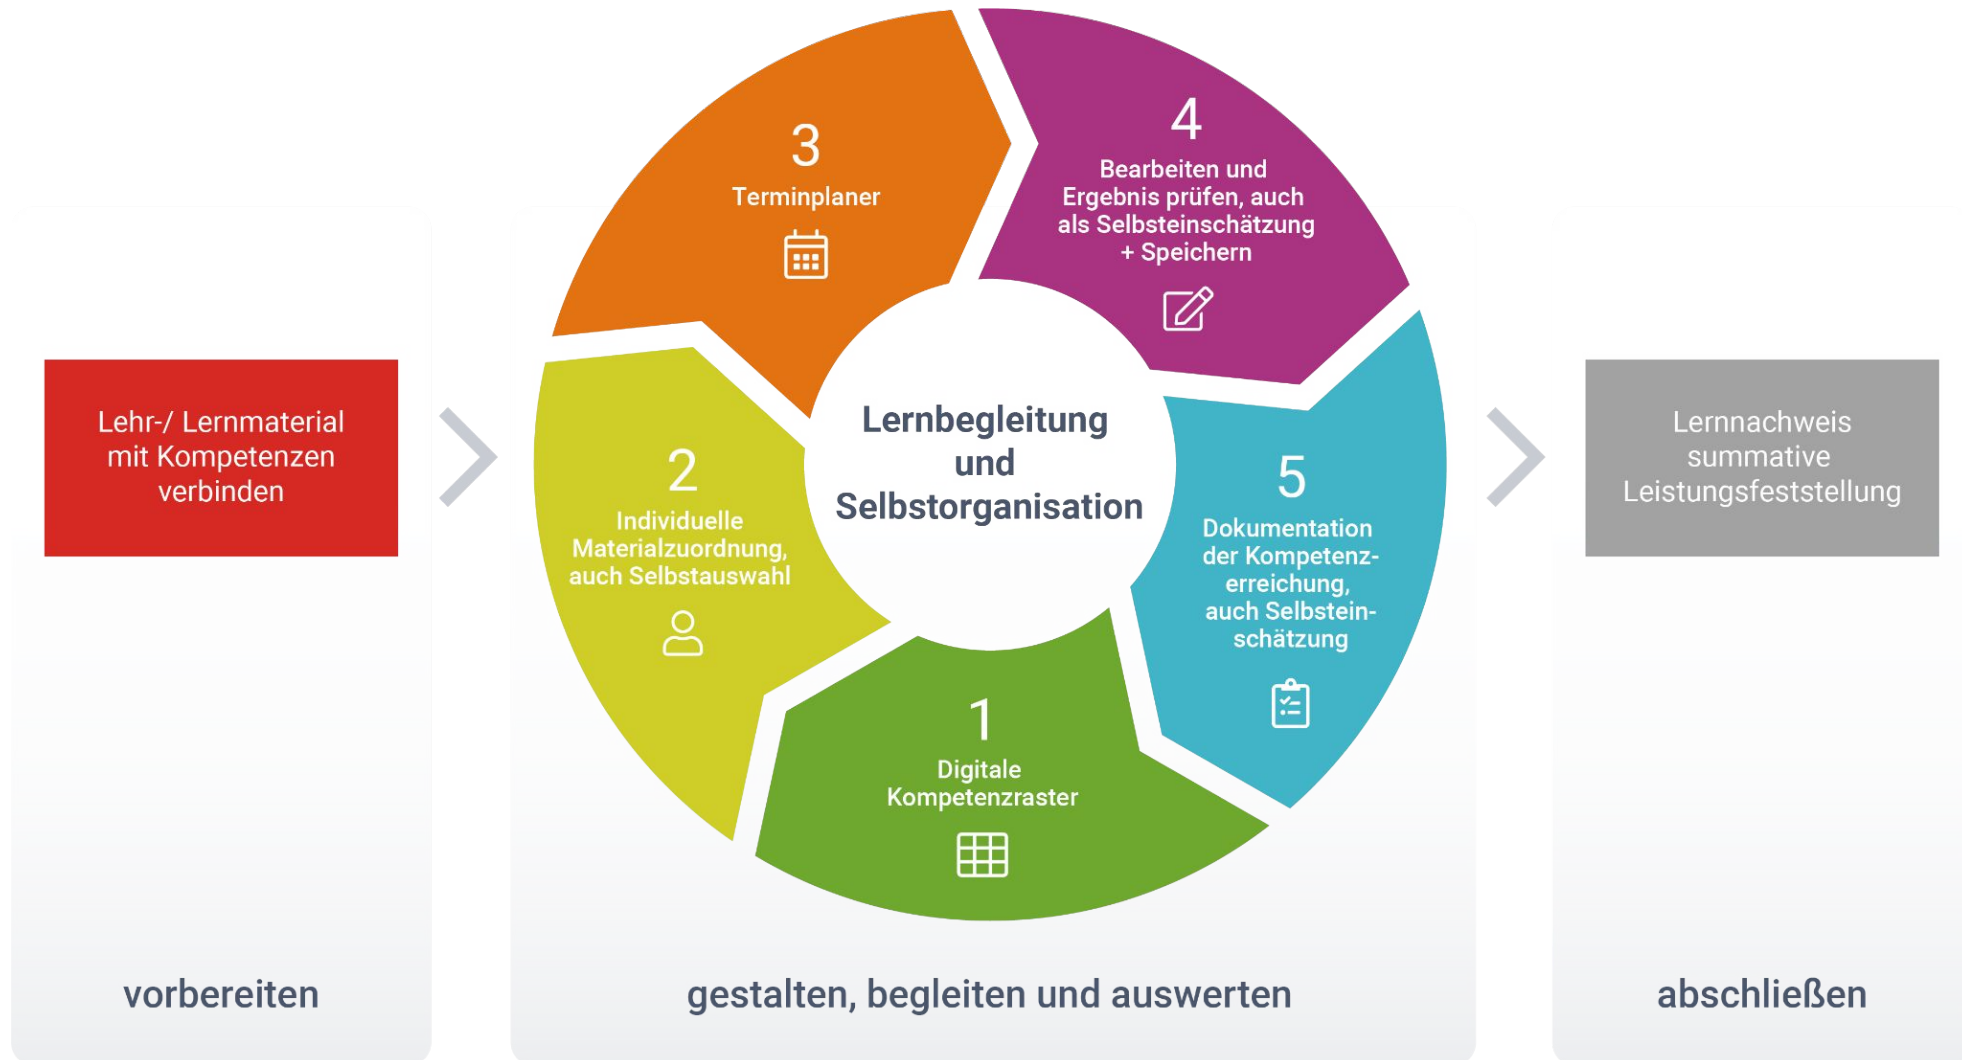 Lehr-/ Lernmaterial
mit Kompetenzen
verbinden
vorbereiten
Lernbegleitung
und
Selbstorganisation
1
Digitale
Kompetenzraster
2
Individuelle
Materialzuordnung,
auch Selbstauswahl
3
Terminplaner
4
Bearbeiten und
Ergebnis prüfen, auch
als Selbsteinschätzung
+ Speichern
5
Dokumentation
der Kompetenz-
erreichung,
auch Selbstein-
schätzung
gestalten, begleiten und auswerten
Lernnachweis
summative
Leistungsfeststellung
abschließen